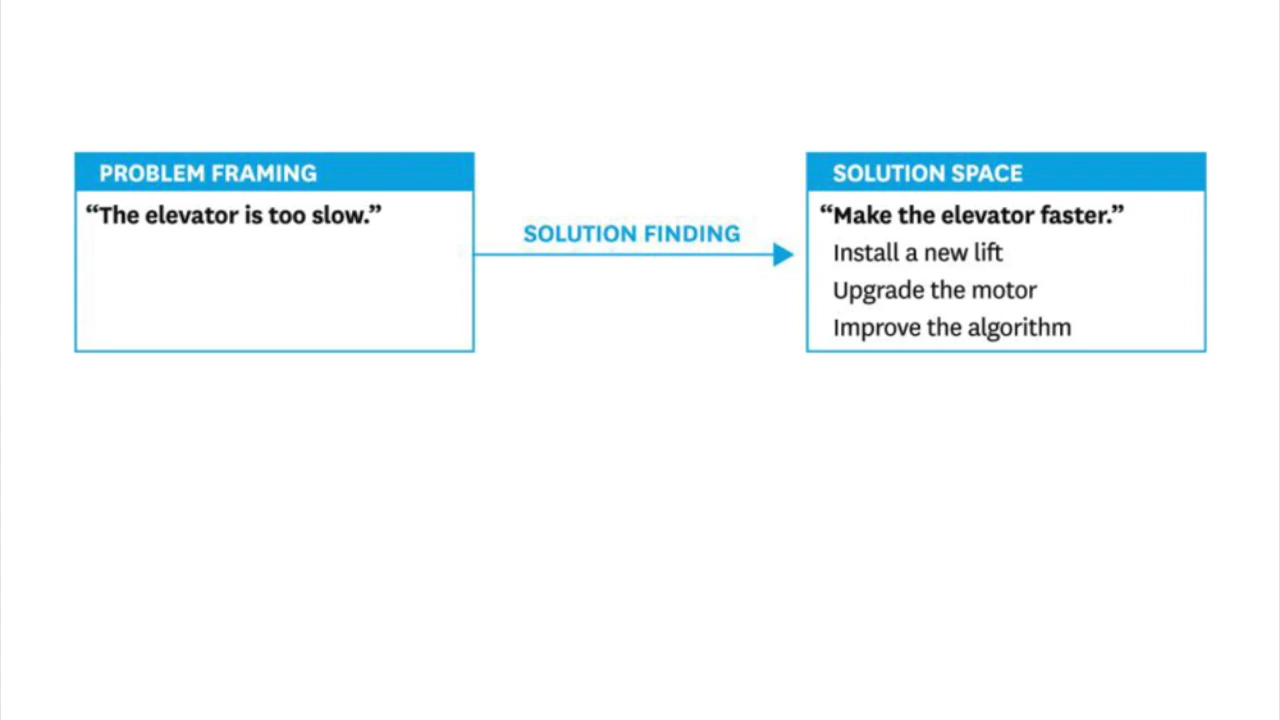 PROBLEM FRAMING
“The elevator is too slow.”
SOLUTION FINDING
SOLUTION SPACE
“Make the elevator faster.”
Install a new lift
Upgrade the motor
Improve the algorithm